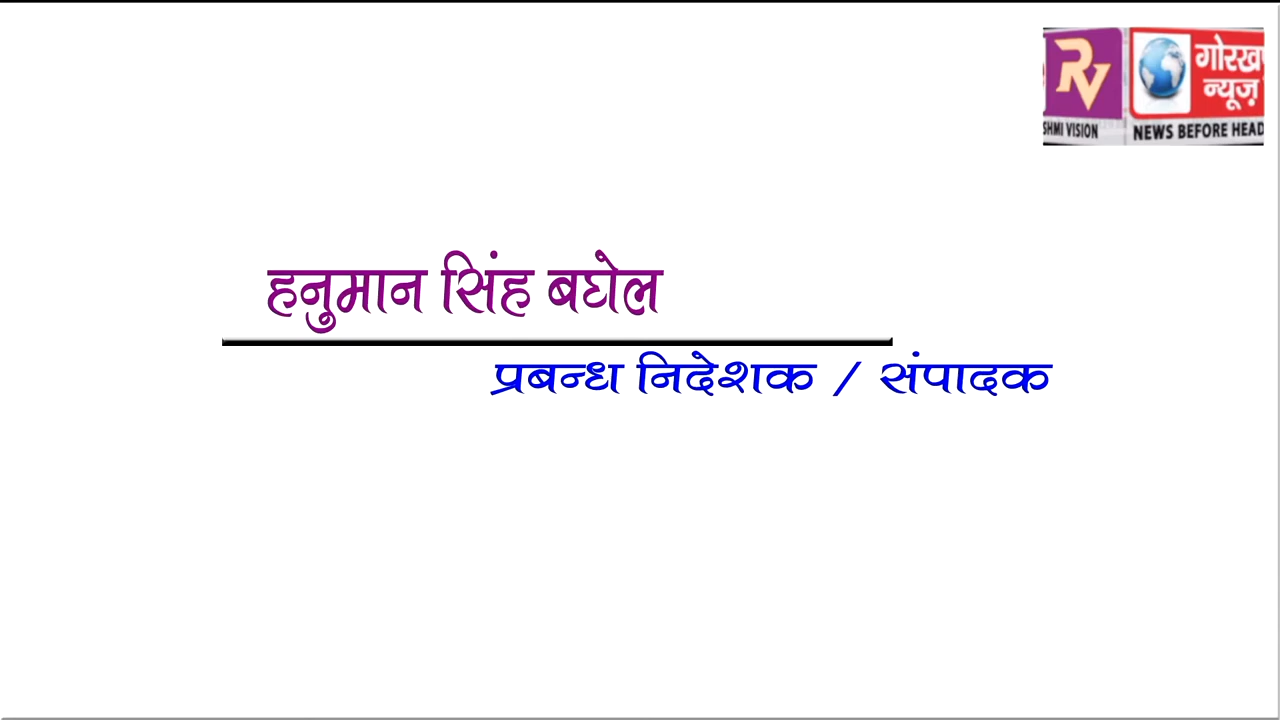 RV
गोरख
न्यूज़
SHMI VISION
NEWS BEFORE HEAD
हनुमान सिंह बघेल
प्रबन्ध निदेशक / संपादक